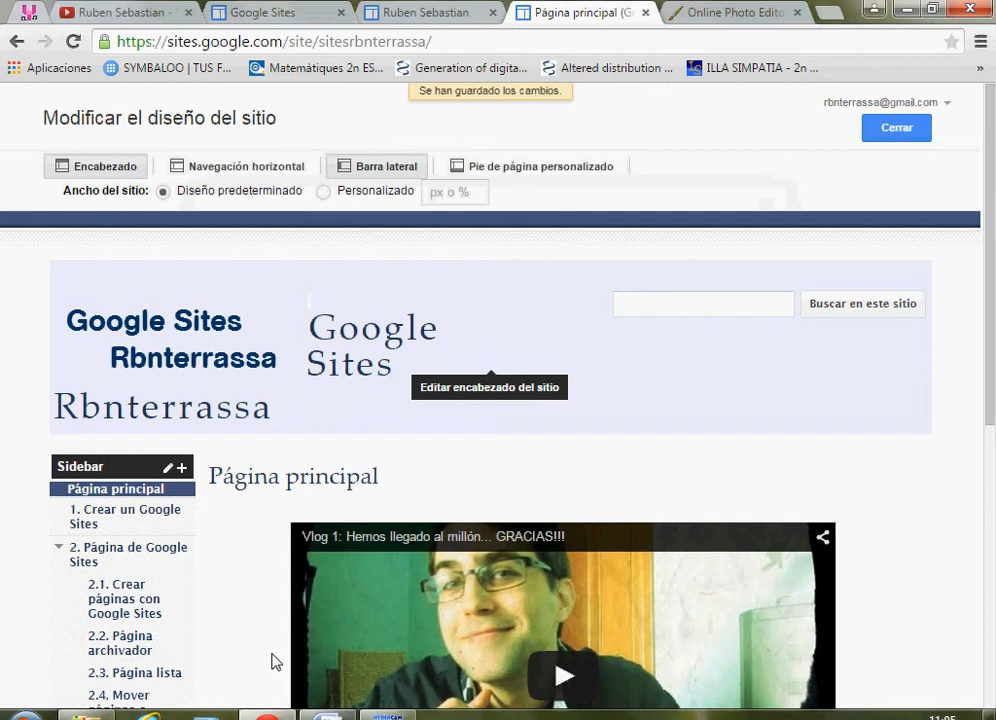 Ruben Sebastian -
Google Sites
Ruben Sebastian
Página principal (G
Online Photo Edito
https://sites.google.com/site/sitesrbnterrassa/
Aplicaciones
SYMBALOO | TUS F...
Matemàtiques 2n ES...
Generation of digita...
Altered distribution ...
ILLA SIMPATIA - 2n ...
»
Se han guardado los cambios.
rbnterrassa@gmail.com
Modificar el diseño del sitio
Cerrar
Encabezado
Navegación horizontal
Barra lateral
Pie de página personalizado
Ancho del sitio:
Diseño predeterminado
Personalizado
px o %
Google Sites
Rbnterrassa
Google
Sites
Rbnterrassa
Buscar en este sitio
Editar encabezado del sitio
Sidebar
Página principal
1. Crear un Google
Sites
2. Página de Google
Sites
2.1. Crear
páginas con
Google Sites
2.2. Página
archivador
2.3. Página lista
2.4. Mover
Página principal
Vlog 1: Hemos llegado al millón... GRACIAS!!!